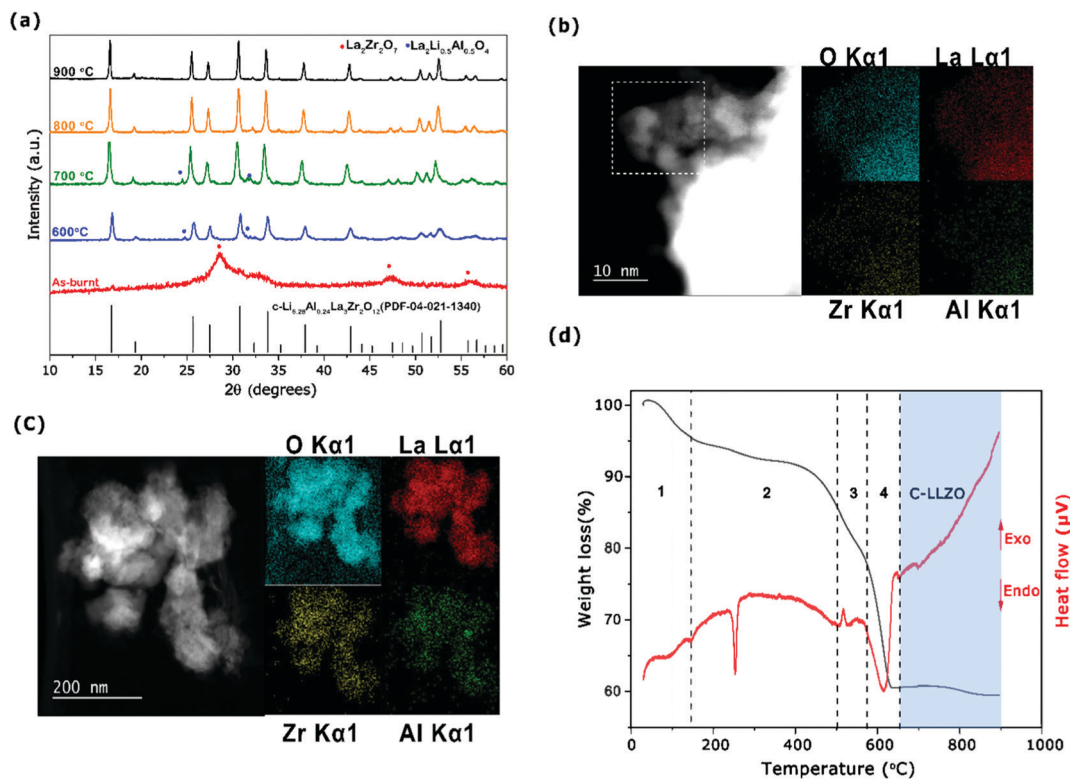 (a)
La2Zr2O7
La2Li0.5Al0.5O4
900 °C
800 °C
700 °C
600°C
As-burnt
c-Li6.28Al0.24La3Zr2O12(PDF-04-021-1340)
Intensity (a.u.)
10 15 20 25 30 35 40 45 50 55 60
2θ (degrees)
(b)
O Kα1 La Lα1
10 nm
Zr Kα1 Al Kα1
(C)
O Kα1 La Lα1
200 nm
Zr Kα1 Al Kα1
(d)
100
90
80
70
60
Weight loss(%)
1 2 3 4
C-LLZO
Exo
Endo
Heat flow (μV)
0 200 400 600 800 1000
Temperature (°C)